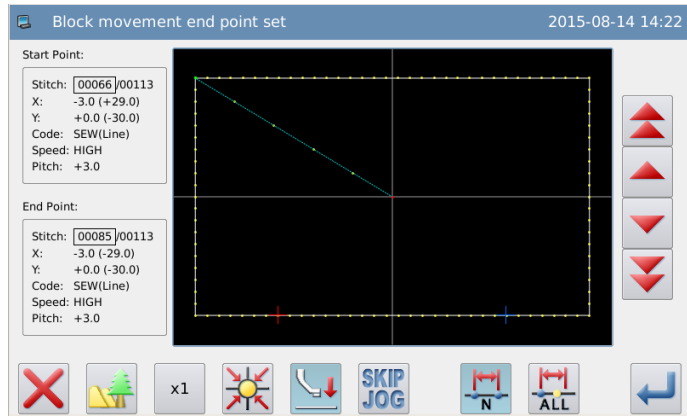 Block movement end point set 2015-08-14 14:22
Start Point:
Stitch: 00066/00113
X: -3.0 (+29.0)
Y: +0.0 (-30.0)
Code: SEW(Line)
Speed: HIGH
Pitch: +3.0
End Point:
Stitch: 00085/00113
X: -3.0 (-29.0)
Y: +0.0 (-30.0)
Code: SEW(Line)
Speed: HIGH
Pitch: +3.0
x1
SKIP
JOG
N
ALL